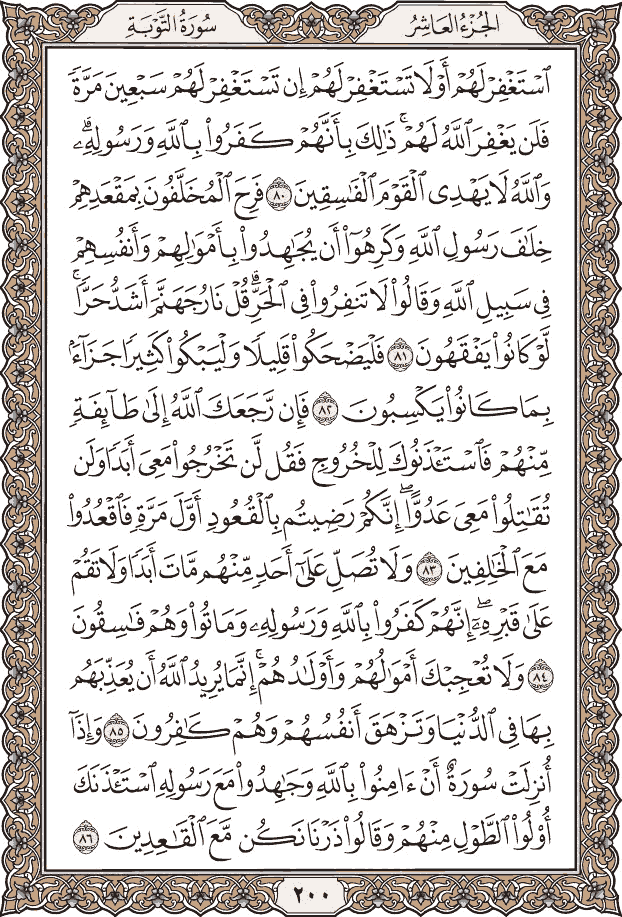 الجُزْءُ العَاشِرُ
سُورَةُ التَّوْبَةِ
ٱسْتَغْفِرْ لَهُمْ أَوْ لَا تَسْتَغْفِرْ لَهُمْ إِن تَسْتَغْفِرْ لَهُمْ سَبْعِينَ مَرَّةً
فَلَن يَغْفِرَ ٱللَّهُ لَهُمْ ۚ ذَٰلِكَ بِأَنَّهُمْ كَفَرُوا۟ بِٱللَّهِ وَرَسُولِهِۦ ۗ
وَٱللَّهُ لَا يَهْدِى ٱلْقَوْمَ ٱلْفَـٰسِقِينَ ٨٠ فَرِحَ ٱلْمُخَلَّفُونَ بِمَقْعَدِهِمْ
خِلَـٰفَ رَسُولِ ٱللَّهِ وَكَرِهُوٓا۟ أَن يُجَـٰهِدُوا۟ بِأَمْوَٰلِهِمْ وَأَنفُسِهِمْ
فِى سَبِيلِ ٱللَّهِ وَقَالُوا۟ لَا تَنفِرُوا۟ فِى ٱلْحَرِّ ۗ قُلْ نَارُ جَهَنَّمَ أَشَدُّ حَرًّا ۚ
لَّوْ كَانُوا۟ يَفْقَهُونَ ٨١ فَلْيَضْحَكُوا۟ قَلِيلًا وَلْيَبْكُوا۟ كَثِيرًا جَزَآءًۢ
بِمَا كَانُوا۟ يَكْسِبُونَ ٨٢ فَإِن رَّجَعَكَ ٱللَّهُ إِلَىٰ طَآئِفَةٍ
مِّنْهُمْ فَٱسْتَـْٔذَنُوكَ لِلْخُرُوجِ فَقُل لَّن تَخْرُجُوا۟ مَعِىَ أَبَدًا وَلَن
تُقَـٰتِلُوا۟ مَعِىَ عَدُوًّا ۖ إِنَّكُمْ رَضِيتُم بِٱلْقُعُودِ أَوَّلَ مَرَّةٍ فَٱقْعُدُوا۟
مَعَ ٱلْخَـٰلِفِينَ ٨٣ وَلَا تُصَلِّ عَلَىٰٓ أَحَدٍ مِّنْهُم مَّاتَ أَبَدًا وَلَا تَقُمْ
عَلَىٰ قَبْرِهِۦٓ ۖ إِنَّهُمْ كَفَرُوا۟ بِٱللَّهِ وَرَسُولِهِۦ وَمَاتُوا۟ وَهُمْ فَـٰسِقُونَ
٨٤ وَلَا تُعْجِبْكَ أَمْوَٰلُهُمْ وَأَوْلَـٰدُهُمْ ۚ إِنَّمَا يُرِيدُ ٱللَّهُ أَن يُعَذِّبَهُم
بِهَا فِى ٱلدُّنْيَا وَتَزْهَقَ أَنفُسُهُمْ وَهُمْ كَـٰفِرُونَ ٨٥ وَإِذَآ
أُنزِلَتْ سُورَةٌ أَنْ ءَامِنُوا۟ بِٱللَّهِ وَجَـٰهِدُوا۟ مَعَ رَسُولِهِ ٱسْتَـْٔذَنَكَ
أُو۟لُوا۟ ٱلطَّوْلِ مِنْهُمْ وَقَالُوا۟ ذَرْنَا نَكُن مَّعَ ٱلْقَـٰعِدِينَ ٨٦
٢٠٠